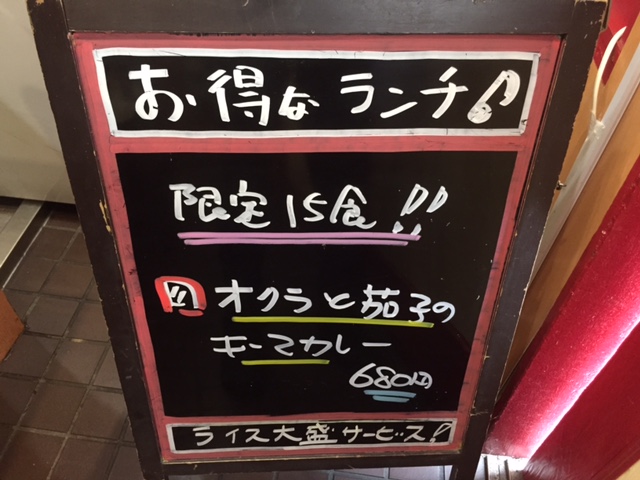 お得なランチ♪
限定15食!!
㊊ オクラと茄子の
キーマカレー
680円
ライス大盛サービス!